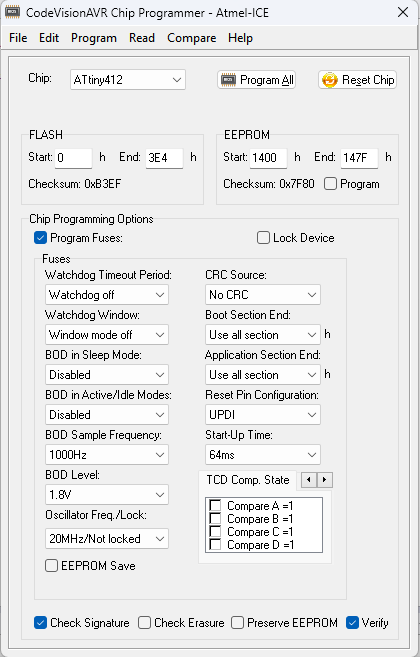 CodeVisionAVR Chip Programmer - Atmel-ICE
File Edit Program Read Compare Help
Chip: ATtiny412 Program All Reset Chip
FLASH
Start: 0 h End: 3E4 h
Checksum: 0xB3EF
EEPROM
Start: 1400 h End: 147F h
Checksum: 0x7F80 Program
Chip Programming Options
Program Fuses: Lock Device
Fuses
Watchdog Timeout Period:
Watchdog off
Watchdog Window:
Window mode off
BOD in Sleep Mode:
Disabled
BOD in Active/Idle Modes:
Disabled
BOD Sample Frequency:
1000Hz
BOD Level:
1.8V
Oscillator Freq./Lock:
20MHz/Not locked
EEPROM Save
CRC Source:
No CRC
Boot Section End:
Use all section h
Application Section End:
Use all section h
Reset Pin Configuration:
UPDI
Start-Up Time:
64ms
TCD Comp. State
Compare A =1
Compare B =1
Compare C =1
Compare D =1
Check Signature Check Erasure Preserve EEPROM Verify